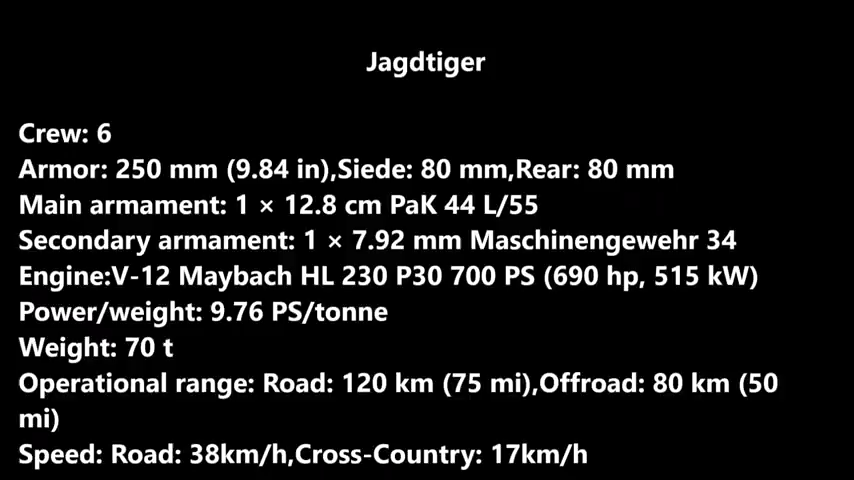 Jagdtiger
Crew: 6
Armor: 250 mm (9.84 in),Siede: 80 mm,Rear: 80 mm
Main armament: 1 × 12.8 cm PaK 44 L/55
Secondary armament: 1 × 7.92 mm Maschinengewehr 34
Engine:V-12 Maybach HL 230 P30 700 PS (690 hp, 515 kW)
Power/weight: 9.76 PS/tonne
Weight: 70 t
Operational range: Road: 120 km (75 mi),Offroad: 80 km (50
mi)
Speed: Road: 38km/h,Cross-Country: 17km/h